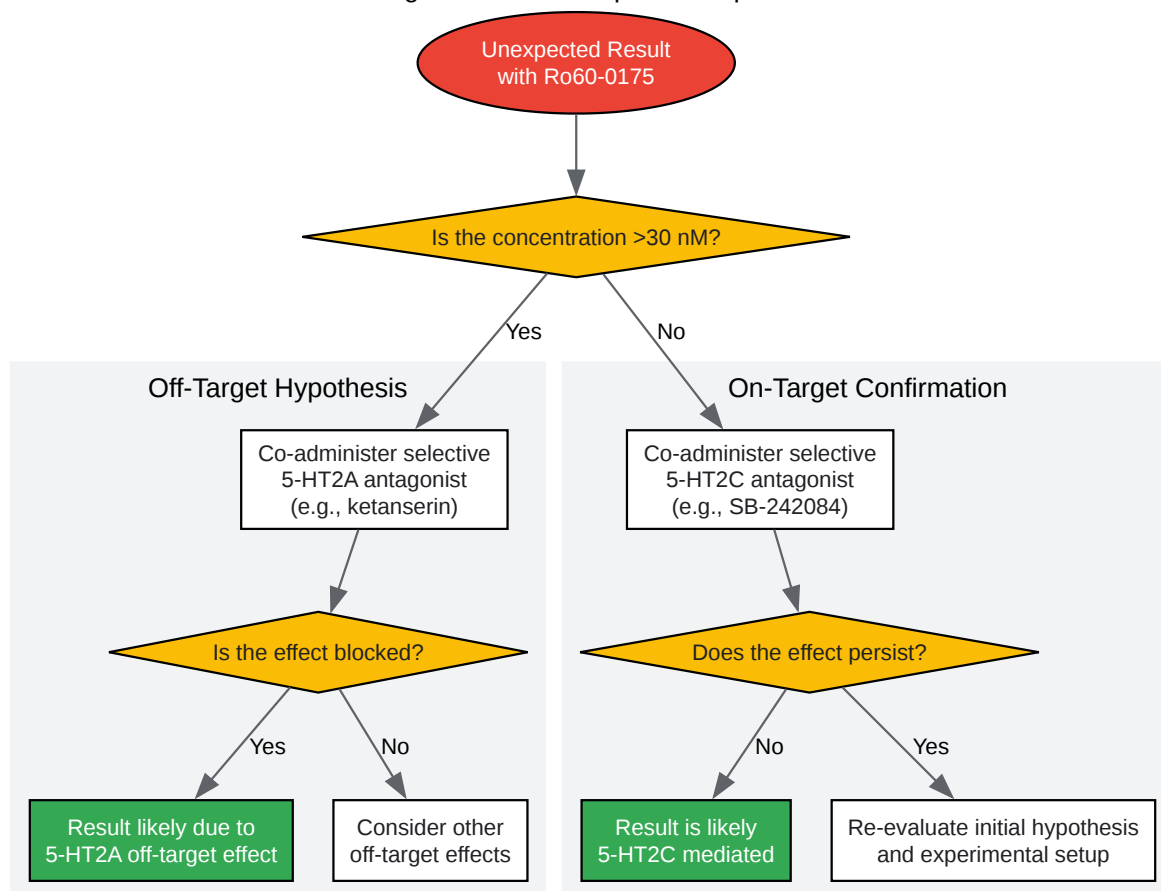 Unexpected Result
with Ro60-0175
Is the concentration >30 nM?
Yes
No
Off-Target Hypothesis
On-Target Confirmation
Co-administer selective
5-HT2A antagonist
(e.g., ketanserin)
Co-administer selective
5-HT2C antagonist
(e.g., SB-242084)
Is the effect blocked?
Does the effect persist?
Yes
No
No
Yes
Result likely due to
5-HT2A off-target effect
Consider other
off-target effects
Result is likely
5-HT2C mediated
Re-evaluate initial hypothesis
and experimental setup